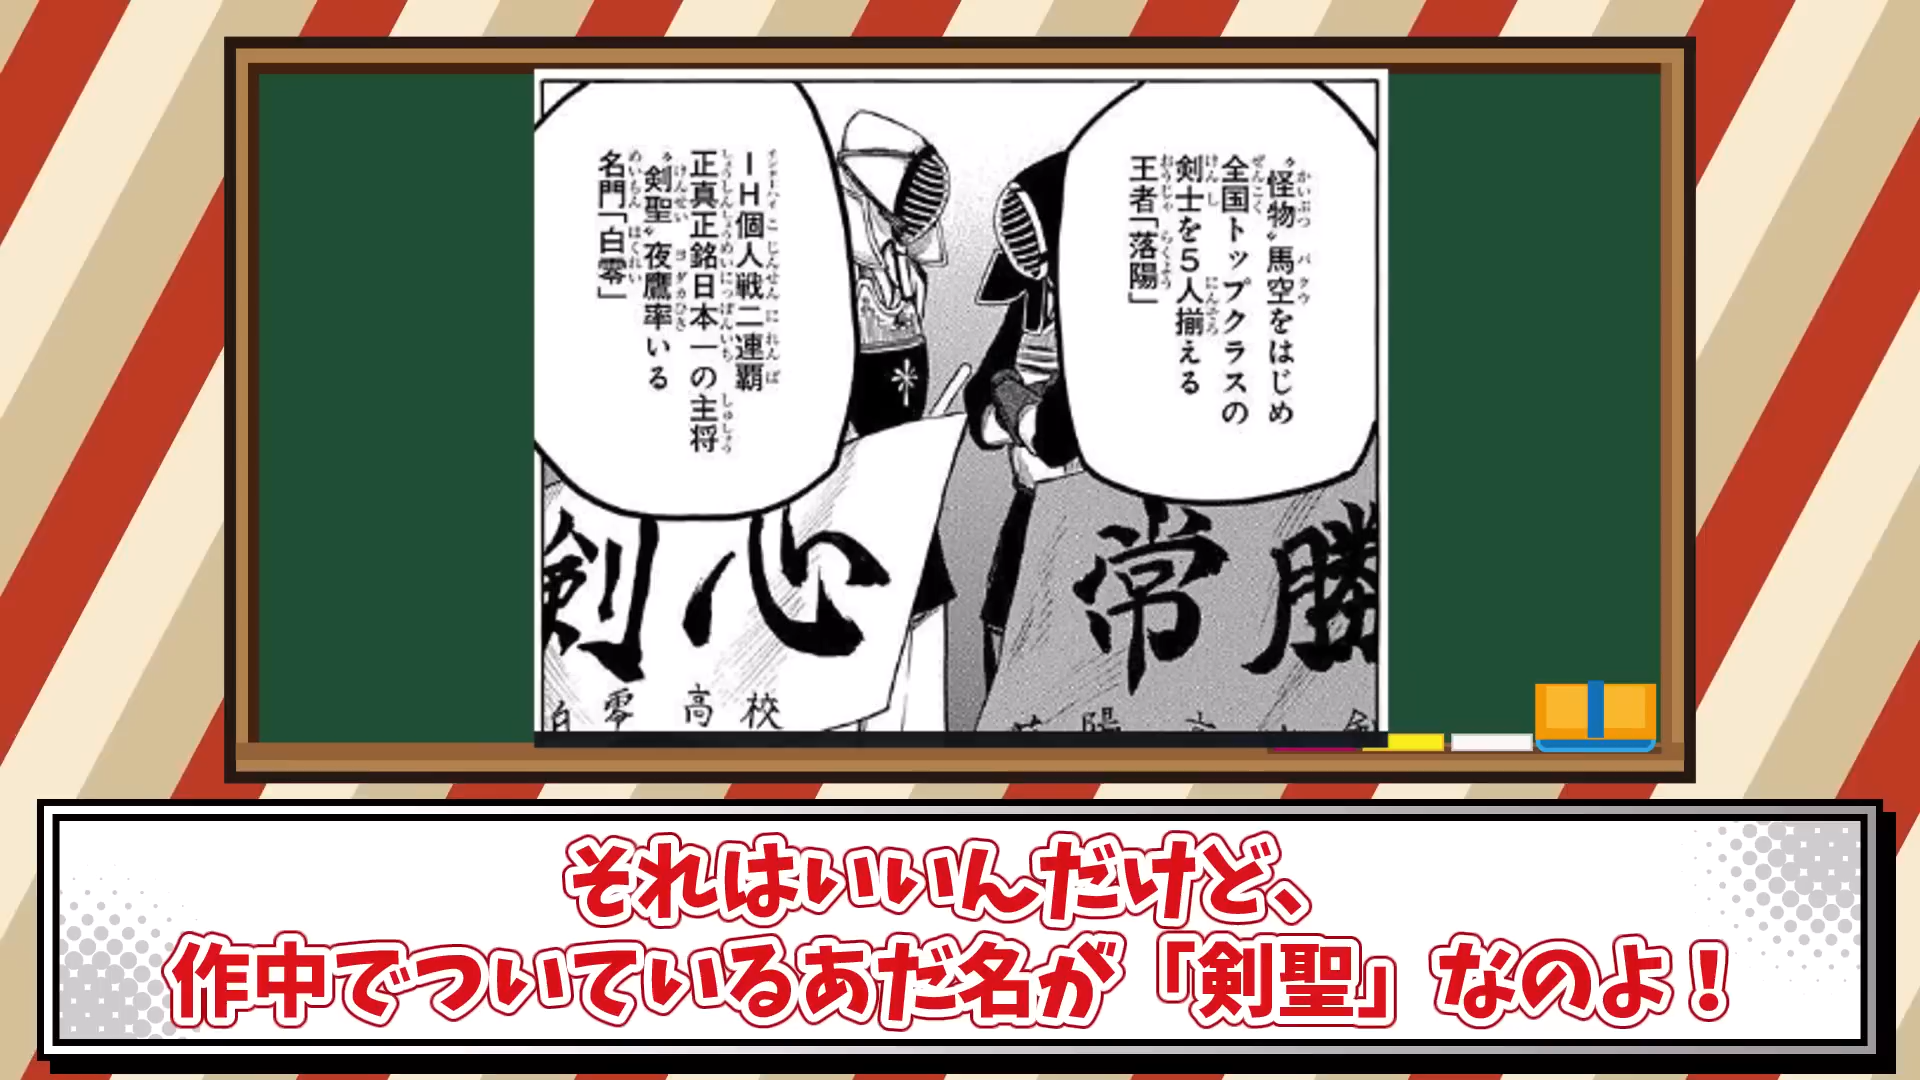 “怪物”馬空をはじめ
全国トップクラスの
剣士を5人揃える
王者「落陽」
IH個人戦二連覇
正真正銘日本一の主将
“剣聖”夜鷹率いる
名門「白零」
常勝
剣心
白零高校
それはいいんだけど、
作中でついているあだ名が「剣聖」なのよ！